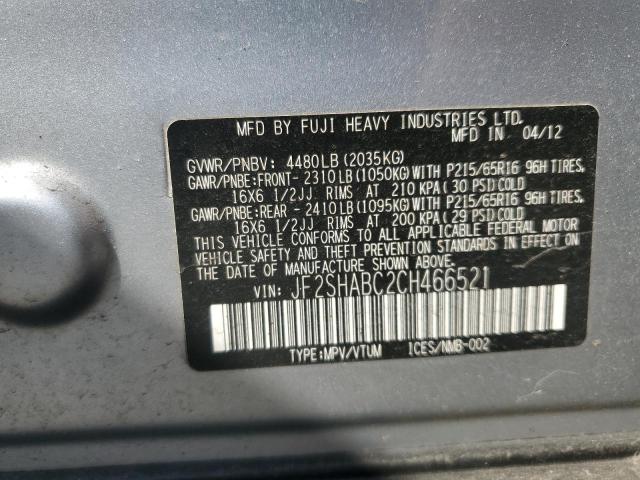 MFD BY FUJI HEAVY INDUSTRIES LTD.
MFD IN 04/12
GVWR/PNBV: 4480LB(2035KG)
GAWR/PNBE:FRONT-2310LB(1050KG)WITH P215/65R16 96H TIRES,
16X6 1/2JJ RIMS AT 210 KPA(30 PSI)COLD
GAWR/PNBE:REAR -2410LB(1095KG)WITH P215/65R16 96H TIRES,
16X6 1/2JJ RIMS AT 200 KPA(29 PSI)COLD
THIS VEHICLE CONFORMS TO ALL APPLICABLE FEDERAL MOTOR
VEHICLE SAFETY AND THEFT PREVENTION STANDARDS IN EFFECT ON
THE DATE OF MANUFACTURE SHOWN ABOVE.
VIN: JF2SHABC2CH466521
TYPE:MPV/VTUM ICES/NMB-002